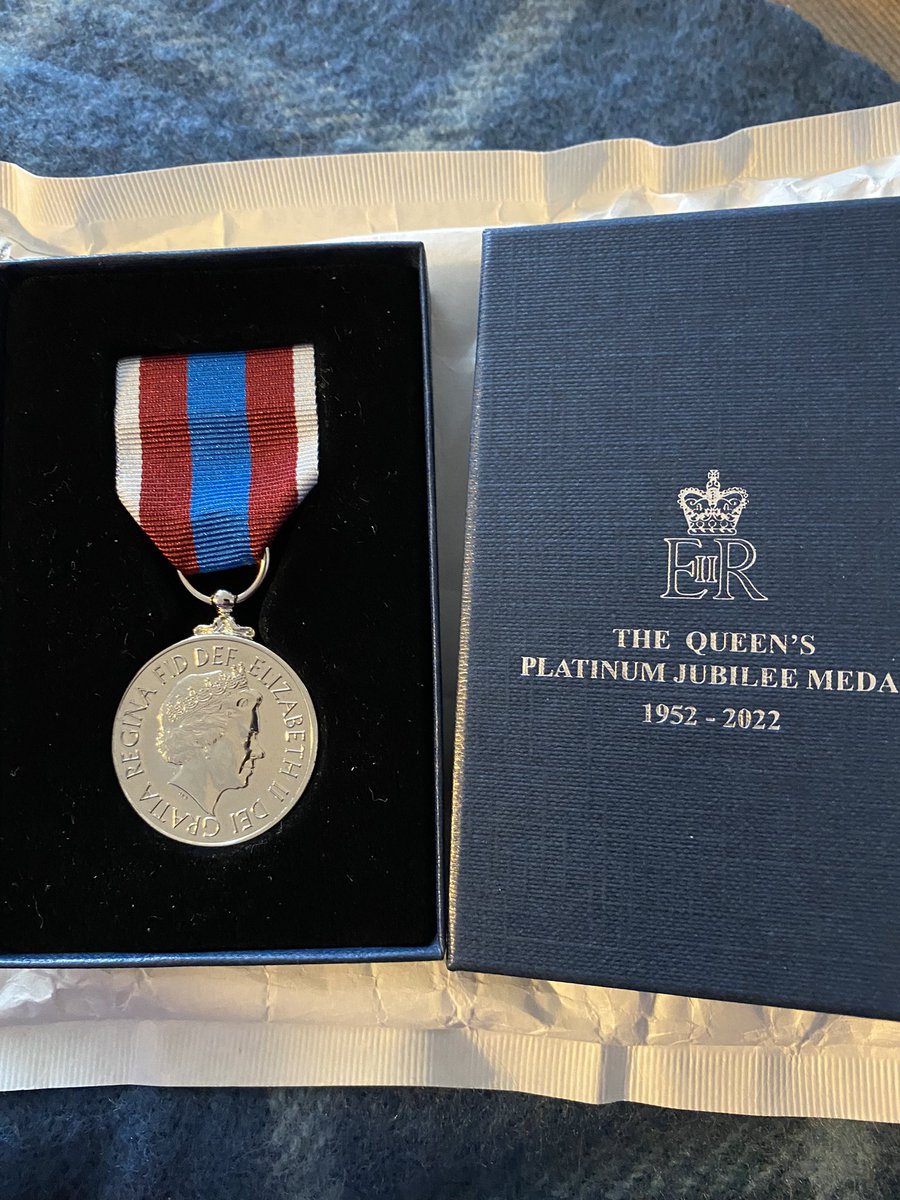 ELIZABETH II DEI GRATIA REGINA FID DEF
EIIR
THE QUEEN'S
PLATINUM JUBILEE MEDA
1952 - 2022